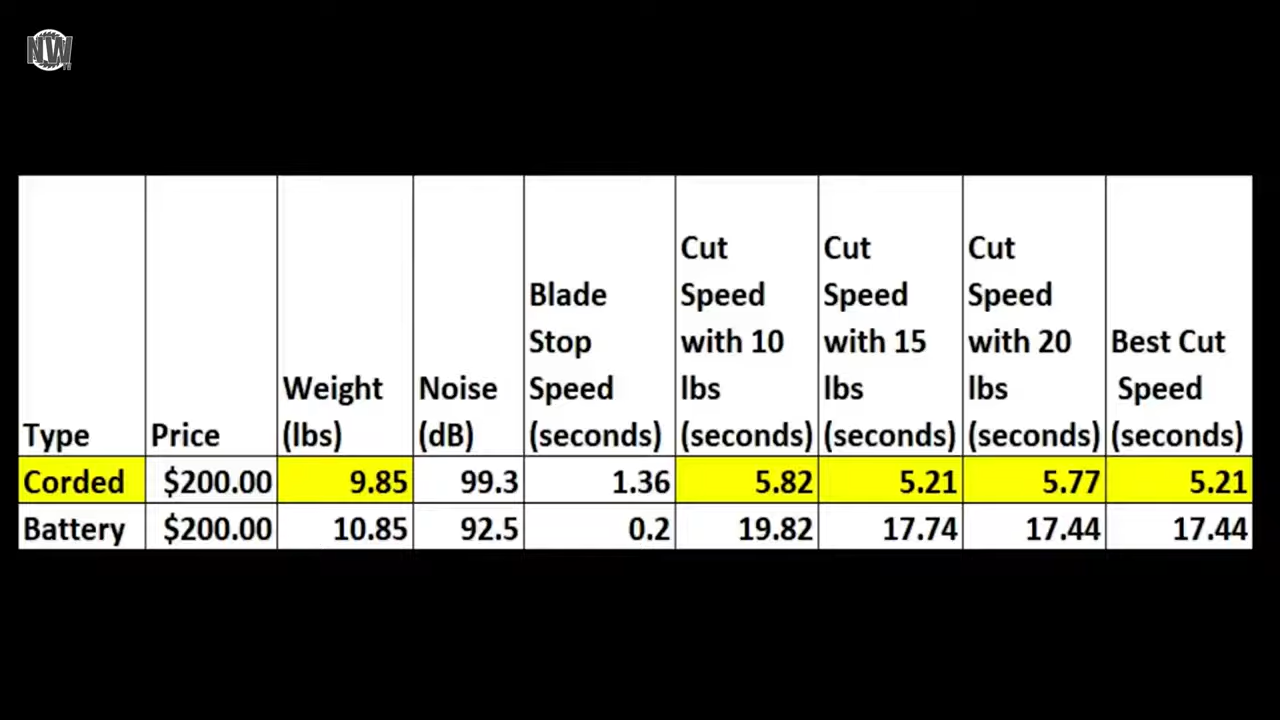 NW
Type Price Weight (lbs) Noise (dB) Blade Stop Speed (seconds) Cut Speed with 10 lbs (seconds) Cut Speed with 15 lbs (seconds) Cut Speed with 20 lbs (seconds) Best Cut Speed (seconds)
Corded $200.00 9.85 99.3 1.36 5.82 5.21 5.77 5.21
Battery $200.00 10.85 92.5 0.2 19.82 17.74 17.44 17.44